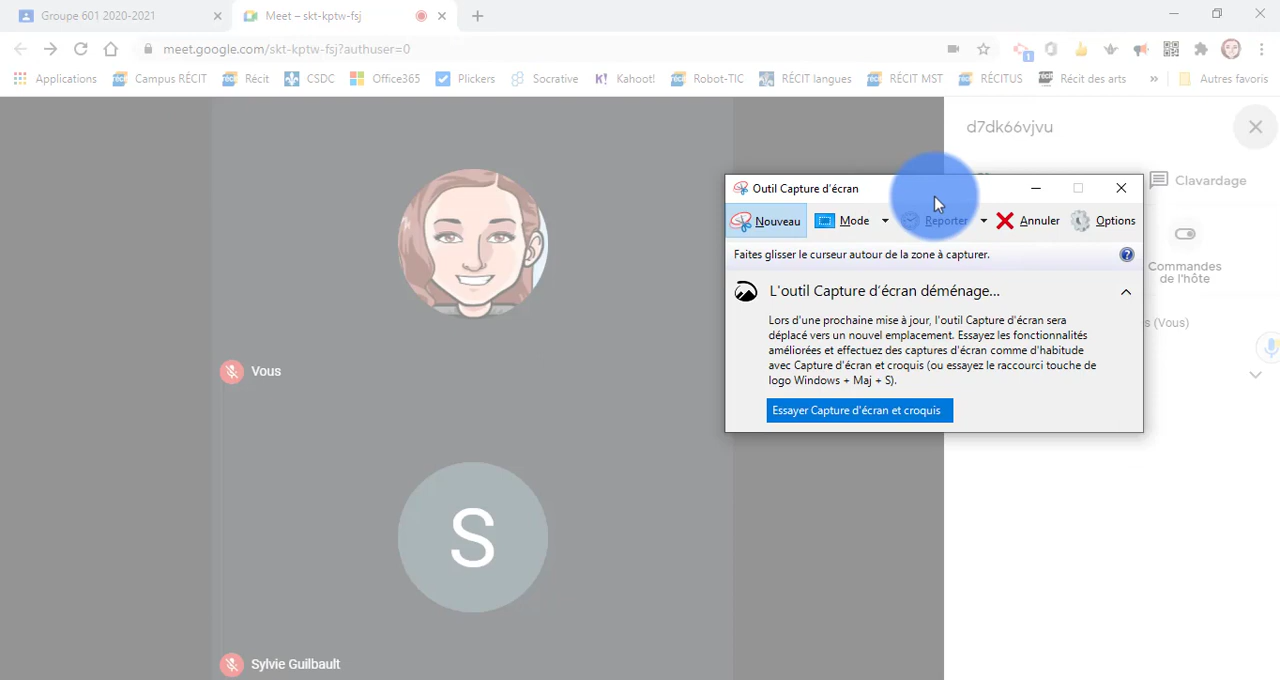 Groupe 601 2020-2021
Meet – skt-kptw-fsj
meet.google.com/skt-kptw-fsj?authuser=0
1
Applications
Campus RÉCIT
Récit
CSDC
Office365
Plickers
Socrative
K! Kahoot!
Robot-TIC
RÉCIT langues
RÉCIT MST
RÉCITUS
Récit des arts
»
Autres favoris
d7dk66vjvu
Clavardage
Commandes
de l'hôte
s (Vous)
Outil Capture d'écran
Nouveau
Mode
Reporter
Annuler
Options
Faites glisser le curseur autour de la zone à capturer.
L'outil Capture d'écran déménage...
Lors d'une prochaine mise à jour, l'outil Capture d'écran sera
déplacé vers un nouvel emplacement. Essayez les fonctionnalités
améliorées et effectuez des captures d'écran comme d'habitude
avec Capture d'écran et croquis (ou essayez le raccourci touche de
logo Windows + Maj + S).
Essayer Capture d'écran et croquis
Vous
S
Sylvie Guilbault